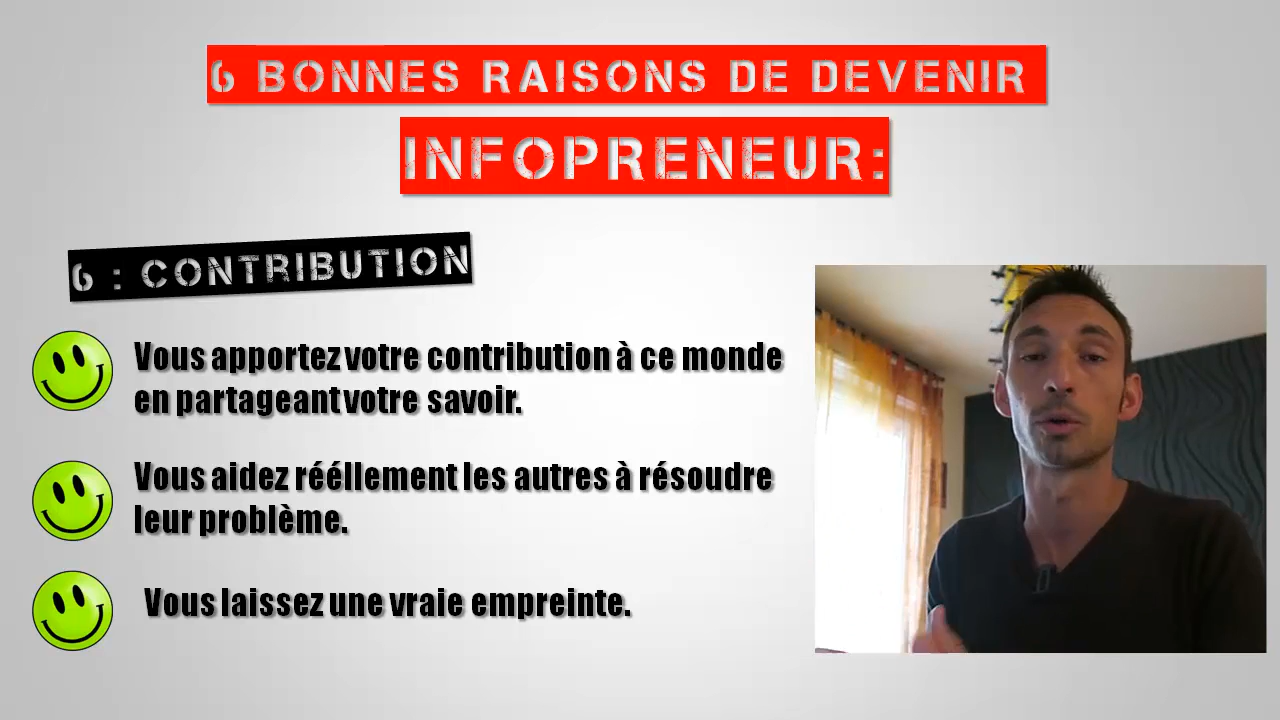 6 BONNES RAISONS DE DEVENIR
INFOPRENEUR:
6 : CONTRIBUTION
Vous apportez votre contribution à ce monde
en partageant votre savoir.
Vous aidez rééllement les autres à résoudre
leur problème.
Vous laissez une vraie empreinte.